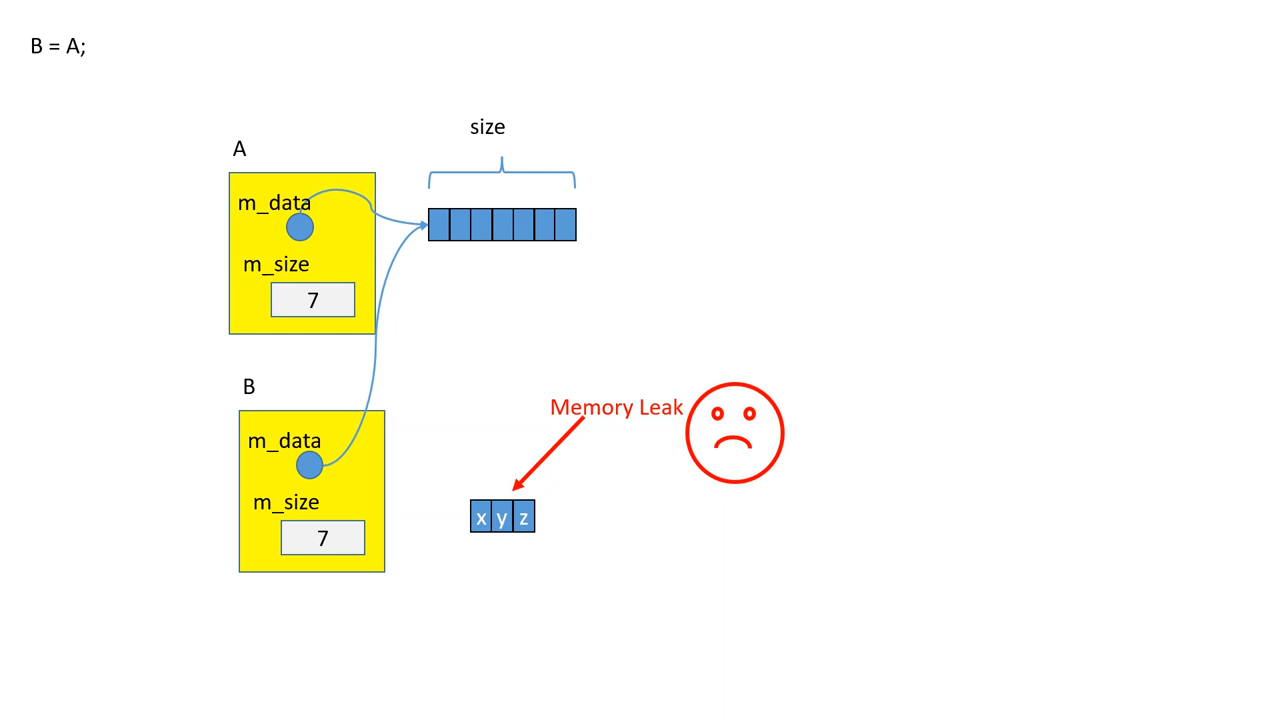 B = A;
size
A
m_data
m_size
7
B
m_data
m_size
7
Memory Leak
x y z